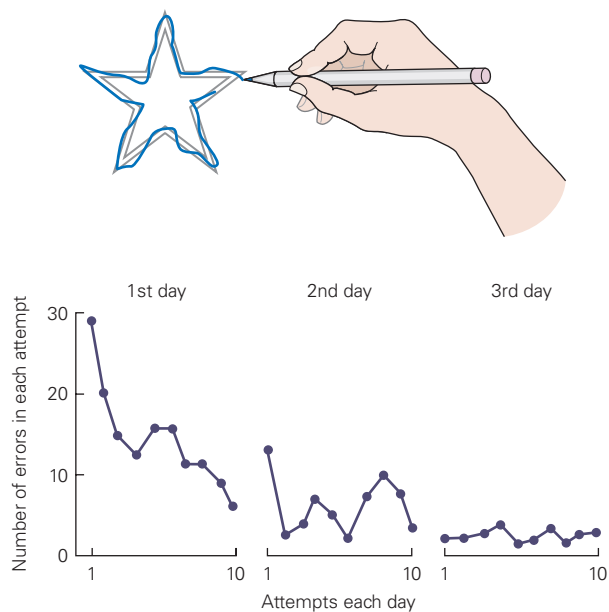 1st day
2nd day
3rd day
Number of errors in each attempt
30
20
10
0
1
10
1
10
1
10
Attempts each day